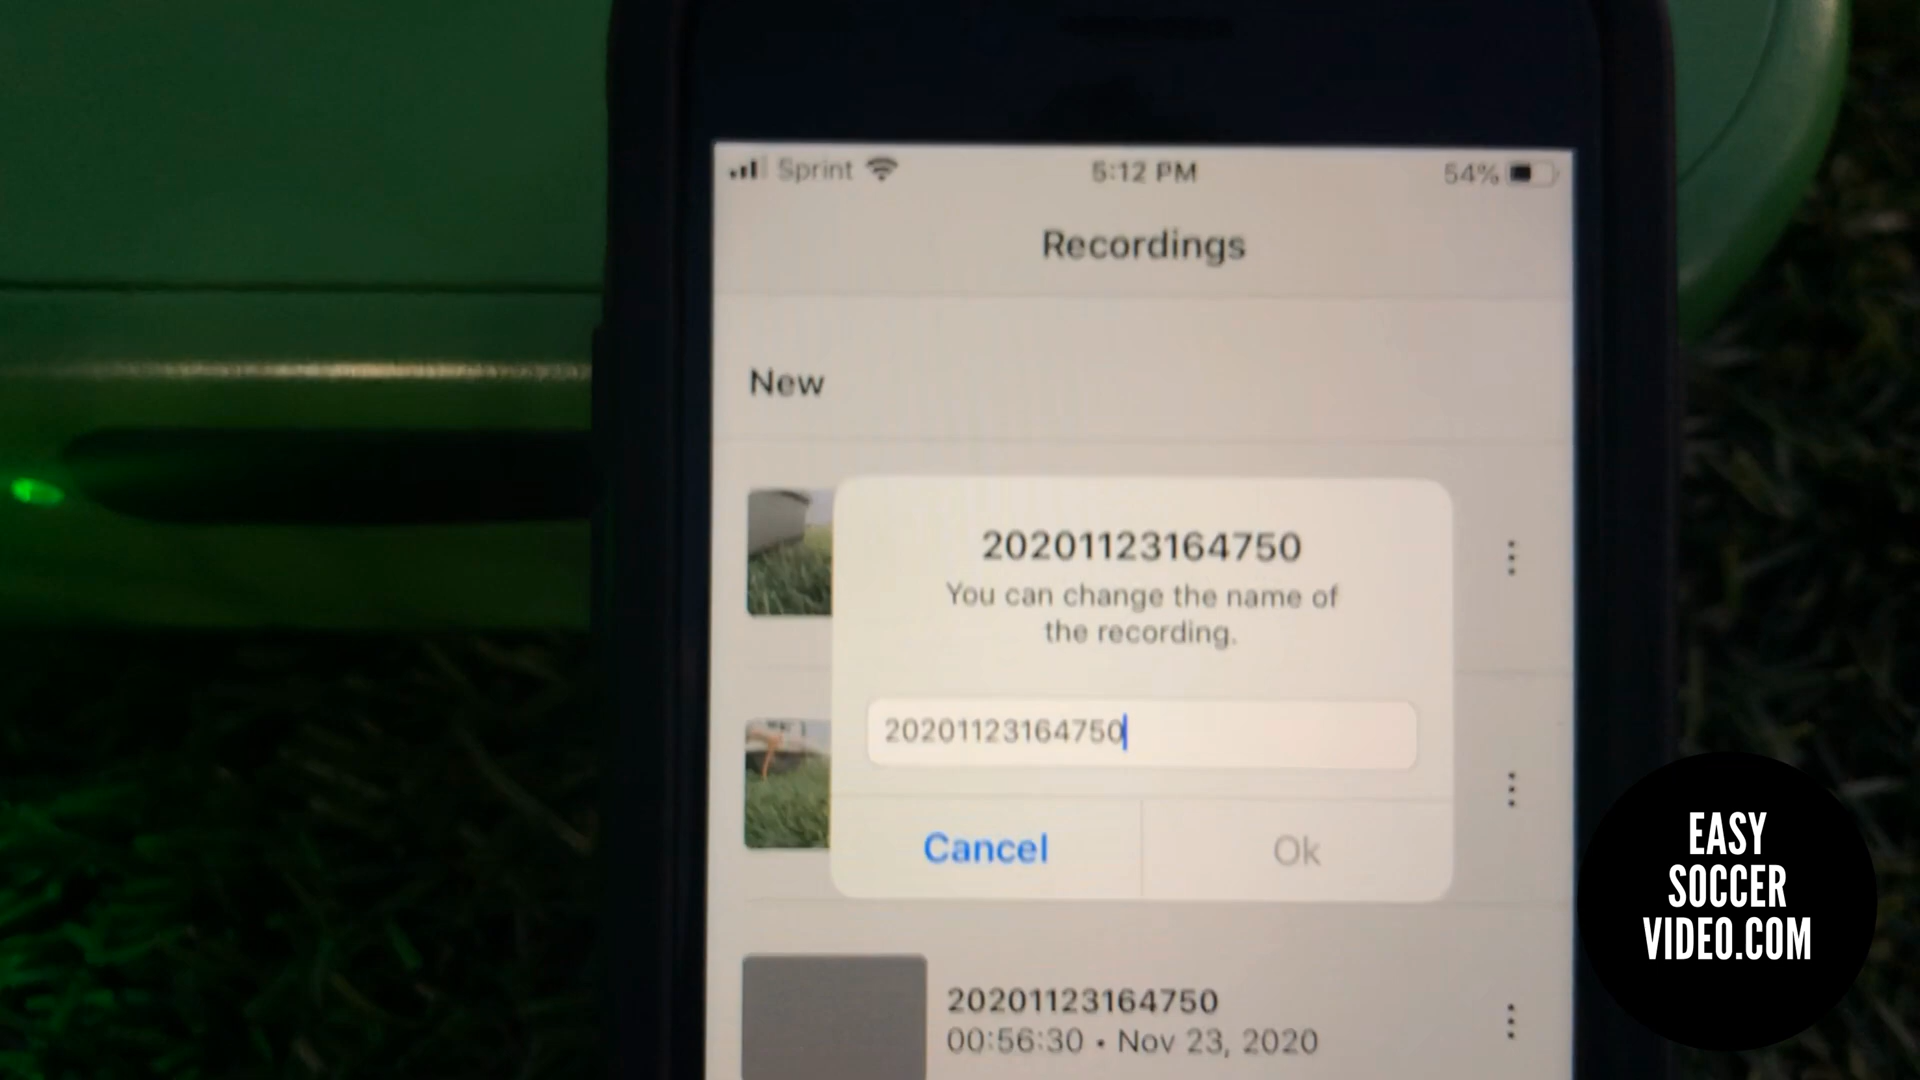 Sprint
5:12 PM
54%
Recordings
New
20201123164750
You can change the name of
the recording.
20201123164750
Cancel
Ok
20201123164750
00:56:30 • Nov 23, 2020
EASY
SOCCER
VIDEO.COM